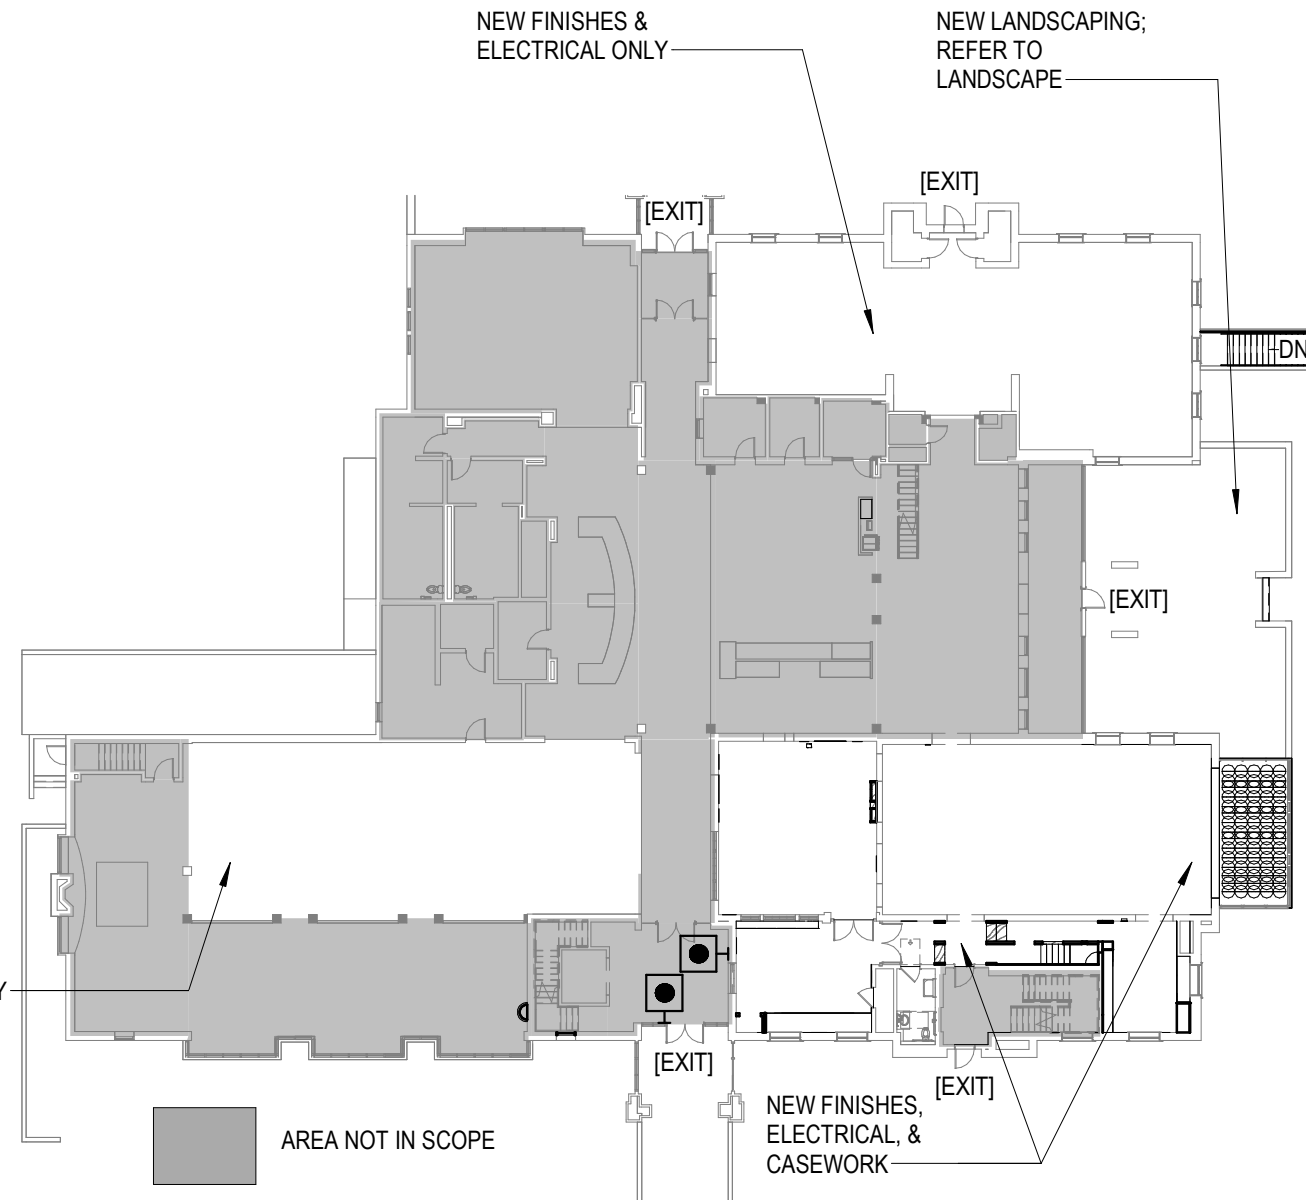 NEW FINISHES &
ELECTRICAL ONLY
NEW LANDSCAPING;
REFER TO
LANDSCAPE
[EXIT]
[EXIT]
DN
[EXIT]
Y
[EXIT]
[EXIT]
NEW FINISHES,
ELECTRICAL, &
CASEWORK
AREA NOT IN SCOPE